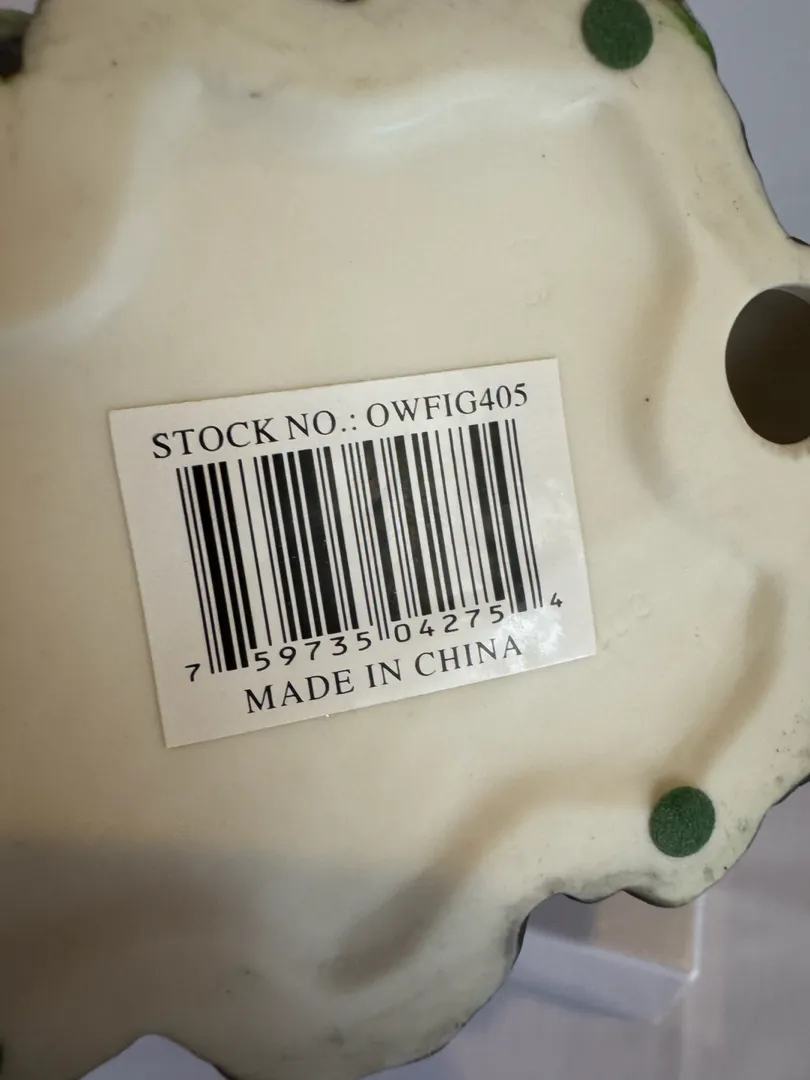 STOCK NO.: OWFIG405
7 59735 04275 4
MADE IN CHINA